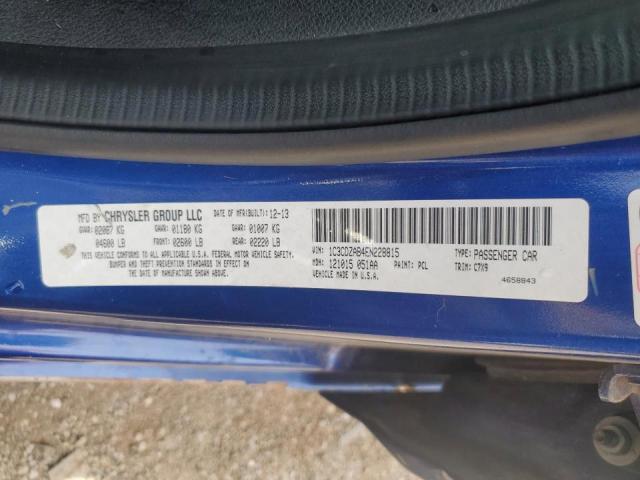 MFD BY CHRYSLER GROUP LLC DATE OF MFR(BUILT): 12-13
GVWR: 02067 KG GAWR: 01180 KG GAWR: 01007 KG
04600 LB FRONT: 02600 LB REAR: 02220 LB
THIS VEHICLE CONFORMS TO ALL APPLICABLE U.S.A. FEDERAL MOTOR VEHICLE SAFETY,
BUMPER AND THEFT PREVENTION STANDARDS IN EFFECT ON
THE DATE OF MANUFACTURE SHOWN ABOVE.
VIN: 1C3CDZAB4EN228815 TYPE: PASSENGER CAR
MDH: 121015 051AA PAINT: PCL TRIM: C7X9
VEHICLE MADE IN U.S.A. 4658843